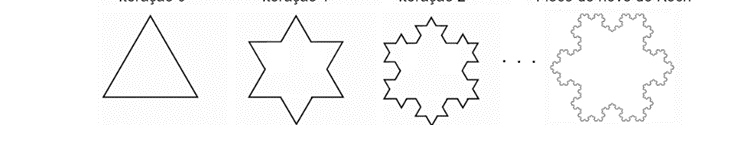 Iteração 0 Iteração 1 Iteração 2 Floco de neve de Koch
. . .